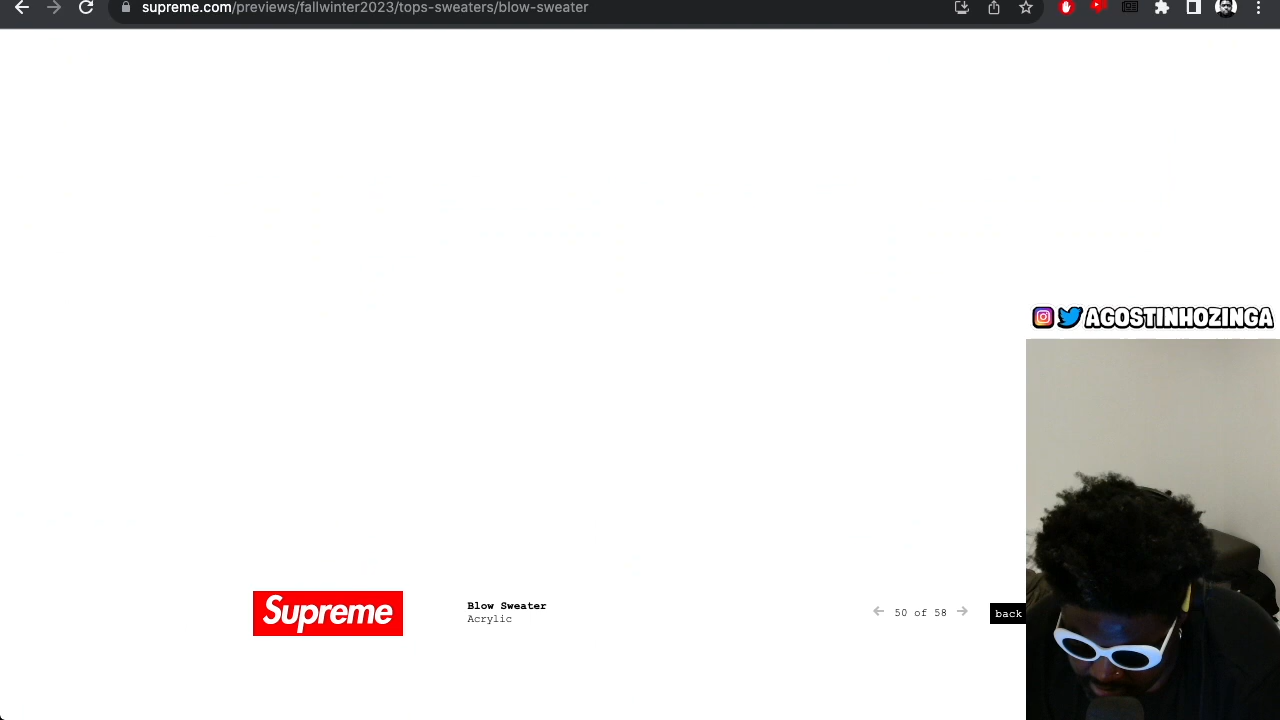 supreme.com/previews/fallwinter2023/tops-sweaters/blow-sweater
AGOSTINHOZINGA
Supreme
Blow Sweater
Acrylic
50 of 58
back